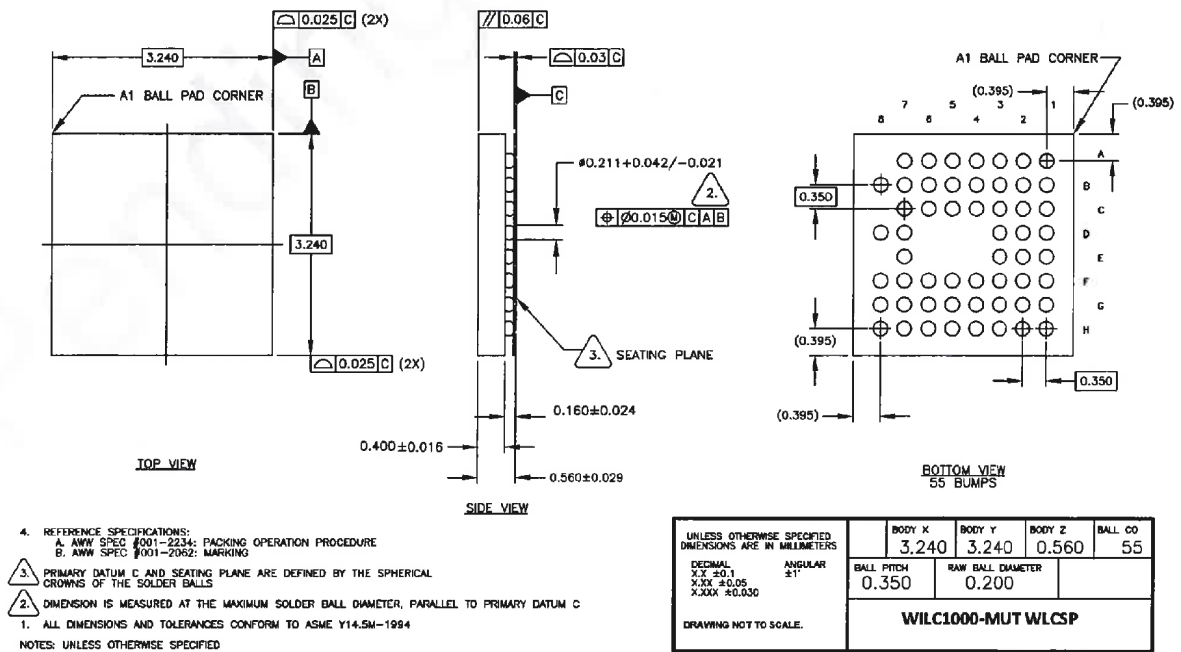 ⌓ 0.025 C (2X)
3.240
A
A1 BALL PAD CORNER
B
3.240
⌓ 0.025 C (2X)
TOP VIEW
// 0.06 C
⌓ 0.03 C
C
ø0.211+0.042/-0.021
2.
⌖ Ø0.015Ⓜ C A B
3. SEATING PLANE
0.160±0.024
0.400±0.016
0.560±0.029
SIDE VIEW
A1 BALL PAD CORNER
(0.395)
(0.395)
7 5 3 1
8 6 4 2
A
B
C
D
E
F
G
H
0.350
(0.395)
0.350
(0.395)
BOTTOM VIEW
55 BUMPS
4. REFERENCE SPECIFICATIONS:
A. AWW SPEC #001-2234: PACKING OPERATION PROCEDURE
B. AWW SPEC #001-2062: MARKING
3. PRIMARY DATUM C AND SEATING PLANE ARE DEFINED BY THE SPHERICAL
CROWNS OF THE SOLDER BALLS
2. DIMENSION IS MEASURED AT THE MAXIMUM SOLDER BALL DIAMETER, PARALLEL TO PRIMARY DATUM C
1. ALL DIMENSIONS AND TOLERANCES CONFORM TO ASME Y14.5M-1994
NOTES: UNLESS OTHERWISE SPECIFIED
UNLESS OTHERWISE SPECIFIED
DIMENSIONS ARE IN MILLIMETERS
DECIMAL ANGULAR
X.X ±0.1 ±1°
X.XX ±0.05
X.XXX ±0.030
DRAWING NOT TO SCALE.
BODY X BODY Y BODY Z BALL CO
3.240 3.240 0.560 55
BALL PITCH RAW BALL DIAMETER
0.350 0.200
WILC1000-MUT WLCSP